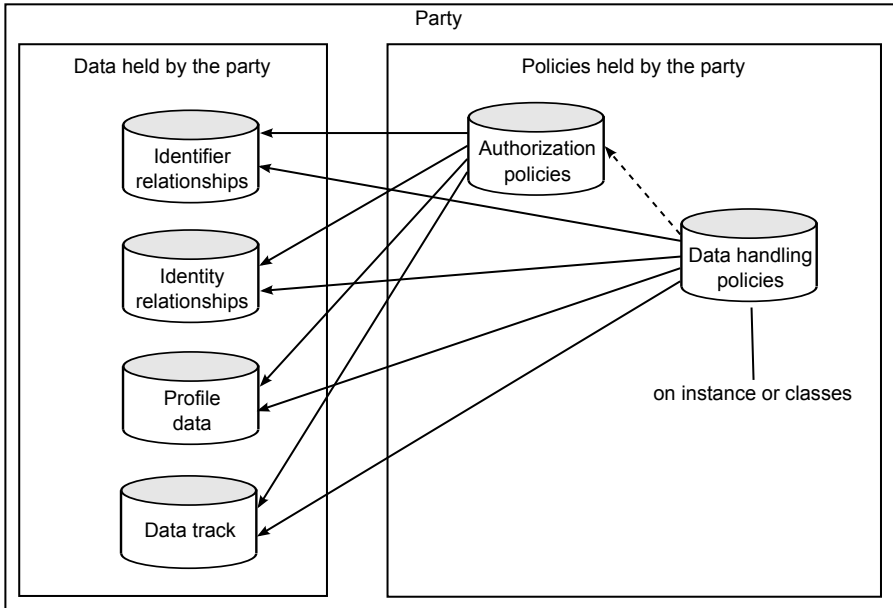 Party
Data held by the party
Policies held by the party
Identifier
relationships
Authorization
policies
Identity
relationships
Data handling
policies
Profile
data
on instance or classes
Data track